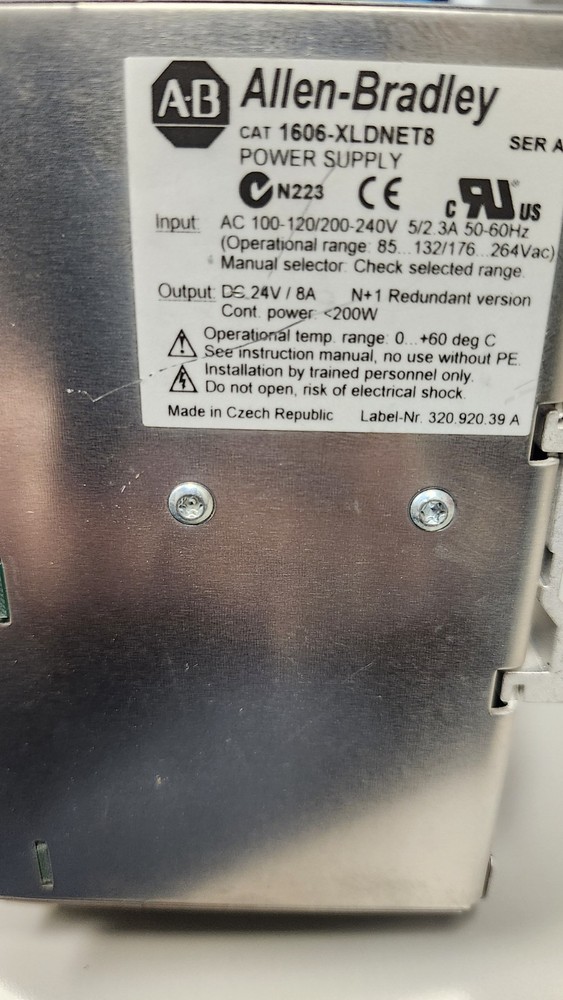 A-B Allen-Bradley
CAT 1606-XLDNET8 SER A
POWER SUPPLY
N223 CE C RU US
Input: AC 100-120/200-240V 5/2.3A 50-60Hz
(Operational range: 85...132/176...264Vac)
Manual selector: Check selected range.
Output: DC 24V / 8A N+1 Redundant version
Cont. power: <200W
Operational temp. range: 0...+60 deg C
See instruction manual, no use without PE.
Installation by trained personnel only.
Do not open, risk of electrical shock.
Made in Czech Republic Label-Nr. 320.920.39 A